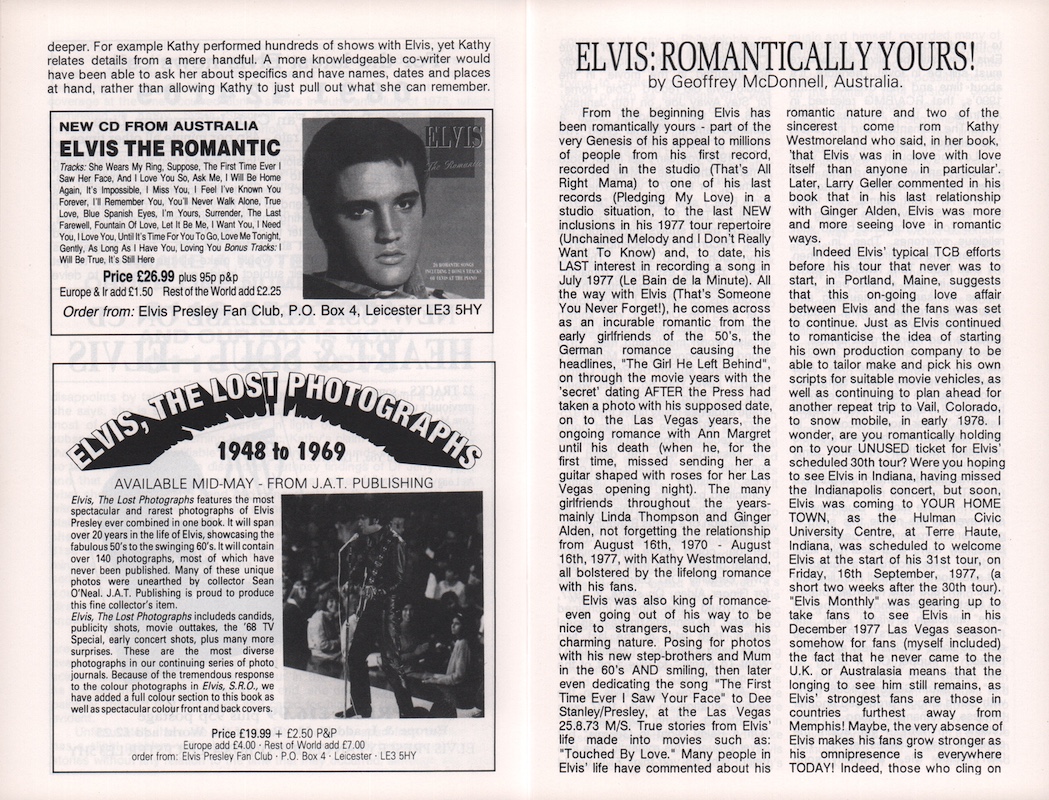 deeper. For example Kathy performed hundreds of shows with Elvis, yet Kathy
relates details from a mere handful. A more knowledgeable co-writer would
have been able to ask her about specifics and have names, dates and places
at hand, rather than allowing Kathy to just pull out what she can remember.
NEW CD FROM AUSTRALIA
ELVIS THE ROMANTIC
Tracks: She Wears My Ring, Suppose, The First Time Ever I
Saw Her Face, And I Love You So, Ask Me, I Will Be Home
Again, It's Impossible, I Miss You, I Feel I've Known You
Forever, I'll Remember You, You'll Never Walk Alone, True
Love, Blue Spanish Eyes, I'm Yours, Surrender, The Last
Farewell, Fountain Of Love, Let It Be Me, I Want You, I Need
You, I Love You, Until It's Time For You To Go, Love Me Tonight,
Gently, As Long As I Have You, Loving You Bonus Tracks: I
Will Be True, It's Still Here
Price £26.99 plus 95p p&p
Europe & Ir add £1.50 Rest of the World add £2.25
ELVIS
The Romantic
20 ROMANTIC SONGS
INCLUDING 2 BONUS TRACKS
OF ELVIS AT THE PIANO
Order from: Elvis Presley Fan Club, P.O. Box 4, Leicester LE3 5HY
ELVIS, THE LOST PHOTOGRAPHS
1948 to 1969
AVAILABLE MID-MAY - FROM J.A.T. PUBLISHING
Elvis, The Lost Photographs features the most
spectacular and rarest photographs of Elvis
Presley ever combined in one book. It will span
over 20 years in the life of Elvis, showcasing the
fabulous 50's to the swinging 60's. It will contain
over 140 photographs, most of which have
never been published. Many of these unique
photos were unearthed by collector Sean
O'Neal. J.A.T. Publishing is proud to produce
this fine collector's item.
Elvis, The Lost Photographs includeds candids,
publicity shots, movie outtakes, the '68 TV
Special, early concert shots, plus many more
surprises. These are the most diverse
photographs in our continuing series of photo
journals. Because of the tremendous response
to the colour photographs in Elvis, S.R.O., we
have added a full colour section to this book as
well as spectacular colour front and back covers.
Price £19.99 + £2.50 P&P
Europe add £4.00 · Rest of World add £7.00
order from: Elvis Presley Fan Club · P.O. Box 4 · Leicester · LE3 5HY
ELVIS: ROMANTICALLY YOURS!
by Geoffrey McDonnell, Australia.
From the beginning Elvis has
been romantically yours - part of the
very Genesis of his appeal to millions
of people from his first record,
recorded in the studio (That's All
Right Mama) to one of his last
records (Pledging My Love) in a
studio situation, to the last NEW
inclusions in his 1977 tour repertoire
(Unchained Melody and I Don't Really
Want To Know) and, to date, his
LAST interest in recording a song in
July 1977 (Le Bain de la Minute). All
the way with Elvis (That's Someone
You Never Forget!), he comes across
as an incurable romantic from the
early girlfriends of the 50's, the
German romance causing the
headlines, "The Girl He Left Behind",
on through the movie years with the
'secret' dating AFTER the Press had
taken a photo with his supposed date,
on to the Las Vegas years, the
ongoing romance with Ann Margret
until his death (when he, for the
first time, missed sending her a
guitar shaped with roses for her Las
Vegas opening night). The many
girlfriends throughout the years-
mainly Linda Thompson and Ginger
Alden, not forgetting the relationship
from August 16th, 1970 - August
16th, 1977, with Kathy Westmoreland,
all bolstered by the lifelong romance
with his fans.
Elvis was also king of romance-
even going out of his way to be
nice to strangers, such was his
charming nature. Posing for photos
with his new step-brothers and Mum
in the 60's AND smiling, then later
even dedicating the song "The First
Time Ever I Saw Your Face" to Dee
Stanley/Presley, at the Las Vegas
25.8.73 M/S. True stories from Elvis'
life made into movies such as:
"Touched By Love." Many people in
Elvis' life have commented about his
romantic nature and two of the
sincerest come rom Kathy
Westmoreland who said, in her book,
'that Elvis was in love with love
itself than anyone in particular'.
Later, Larry Geller commented in his
book that in his last relationship
with Ginger Alden, Elvis was more
and more seeing love in romantic
ways.
Indeed Elvis' typical TCB efforts
before his tour that never was to
start, in Portland, Maine, suggests
that this on-going love affair
between Elvis and the fans was set
to continue. Just as Elvis continued
to romanticise the idea of starting
his own production company to be
able to tailor make and pick his own
scripts for suitable movie vehicles, as
well as continuing to plan ahead for
another repeat trip to Vail, Colorado,
to snow mobile, in early 1978. I
wonder, are you romantically holding
on to your UNUSED ticket for Elvis'
scheduled 30th tour? Were you hoping
to see Elvis in Indiana, having missed
the Indianapolis concert, but soon,
Elvis was coming to YOUR HOME
TOWN, as the Hulman Civic
University Centre, at Terre Haute,
Indiana, was scheduled to welcome
Elvis at the start of his 31st tour, on
Friday, 16th September, 1977, (a
short two weeks after the 30th tour).
"Elvis Monthly" was gearing up to
take fans to see Elvis in his
December 1977 Las Vegas season-
somehow for fans (myself included)
the fact that he never came to the
U.K. or Australasia means that the
longing to see him still remains, as
Elvis' strongest fans are those in
countries furthest away from
Memphis! Maybe, the very absence of
Elvis makes his fans grow stronger as
his omnipresence is everywhere
TODAY! Indeed, those who cling on